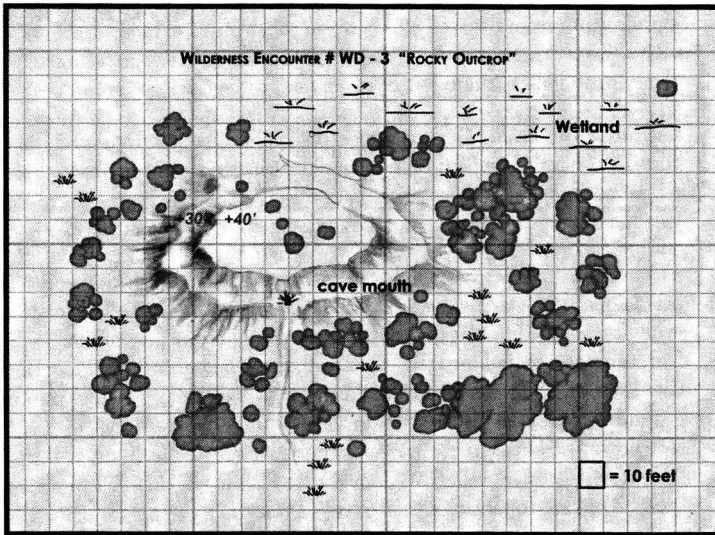 WILDERNESS ENCOUNTER # WD - 3 "ROCKY OUTCROP"
Wetland
+30' +40'
cave mouth
= 10 feet